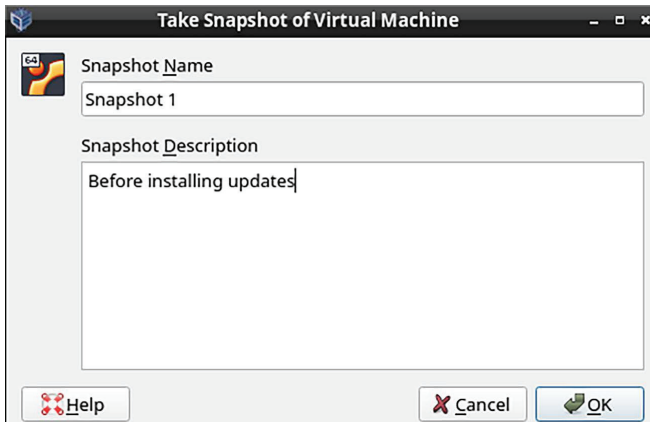 Take Snapshot of Virtual Machine
64
Snapshot Name
Snapshot 1
Snapshot Description
Before installing updates
Help
Cancel
OK